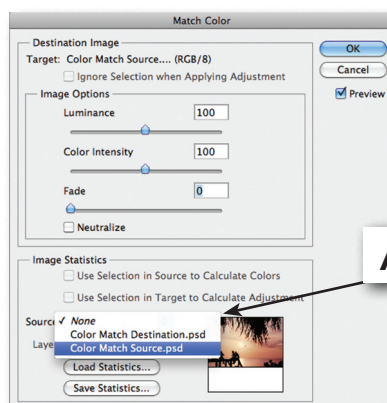 Match Color
Destination Image
Target: Color Match Source.... (RGB/8)
Ignore Selection when Applying Adjustment
Image Options
Luminance 100
Color Intensity 100
Fade 0
Neutralize
OK
Cancel
Preview
Image Statistics
Use Selection in Source to Calculate Colors
Use Selection in Target to Calculate Adjustment
Source
✓ None
Color Match Destination.psd
Color Match Source.psd
Load Statistics...
Save Statistics...
A